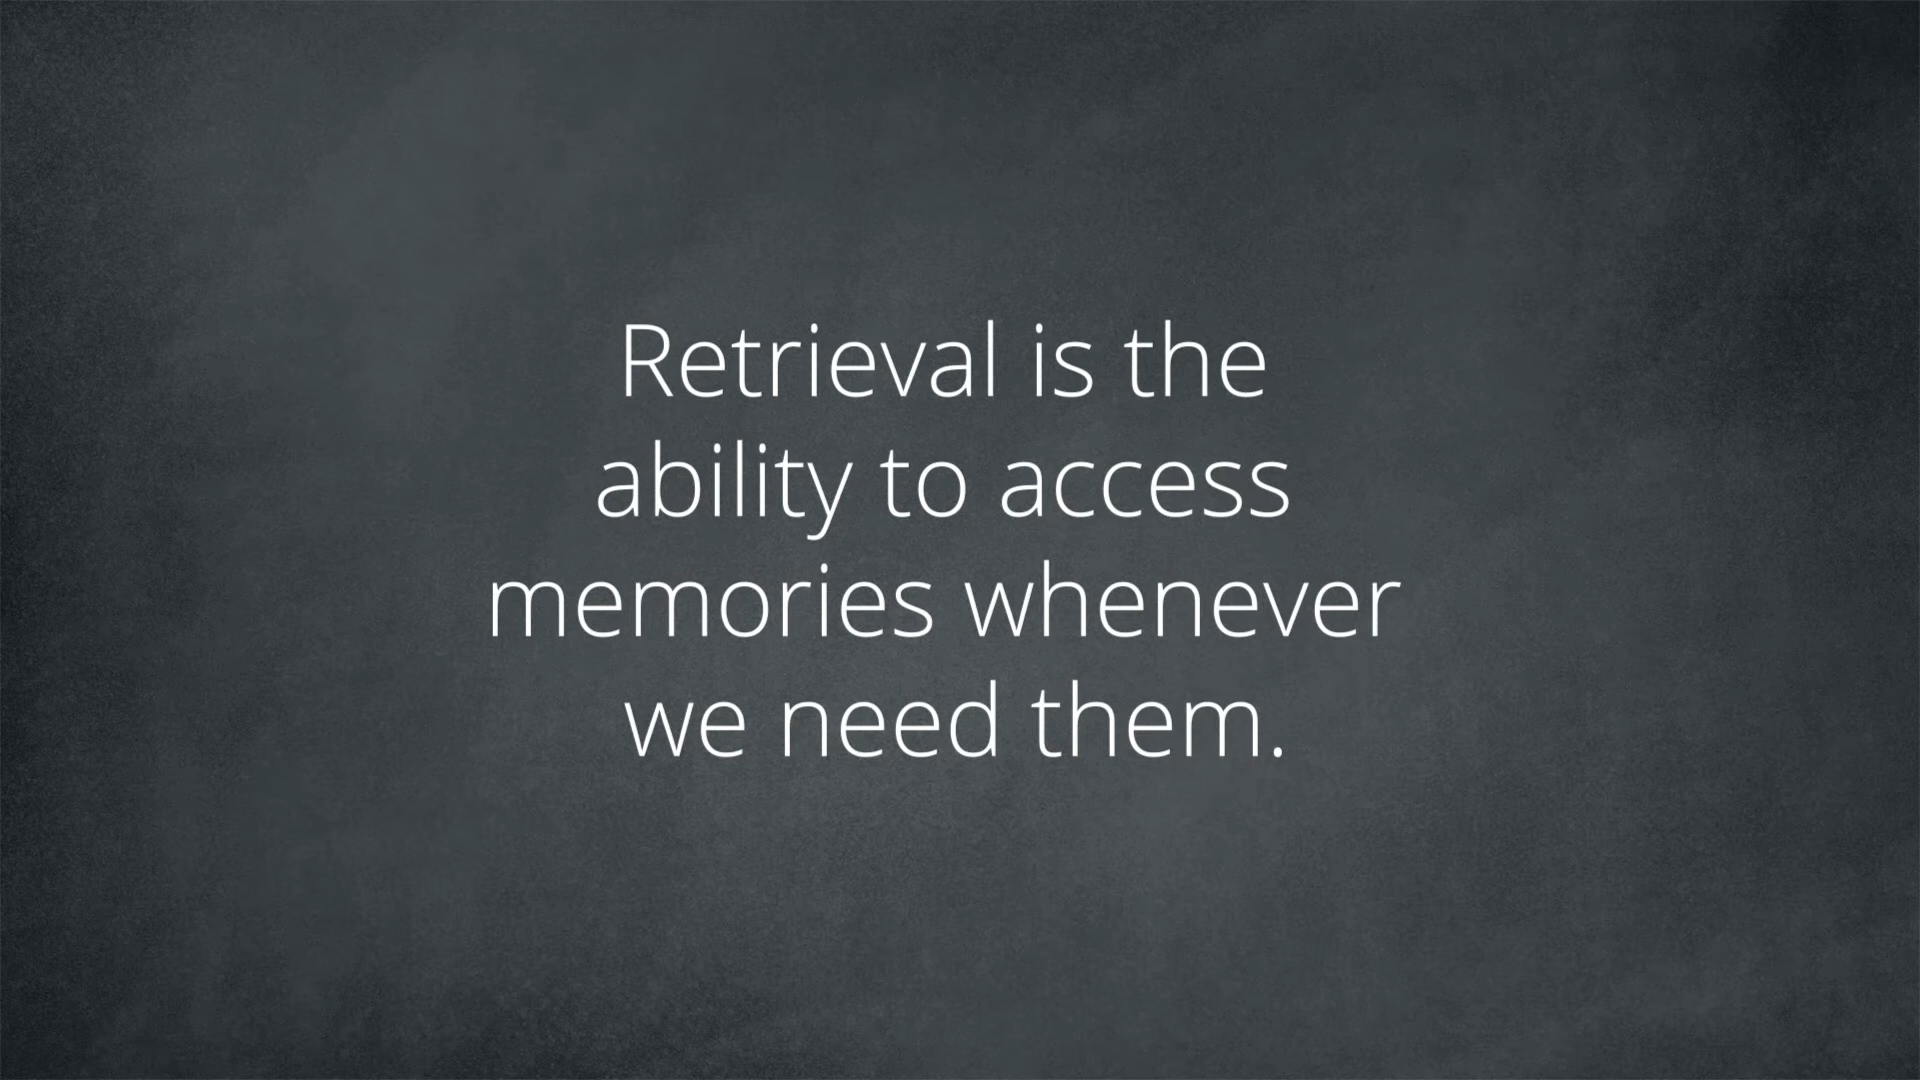 Retrieval is the
ability to access
memories whenever
we need them.